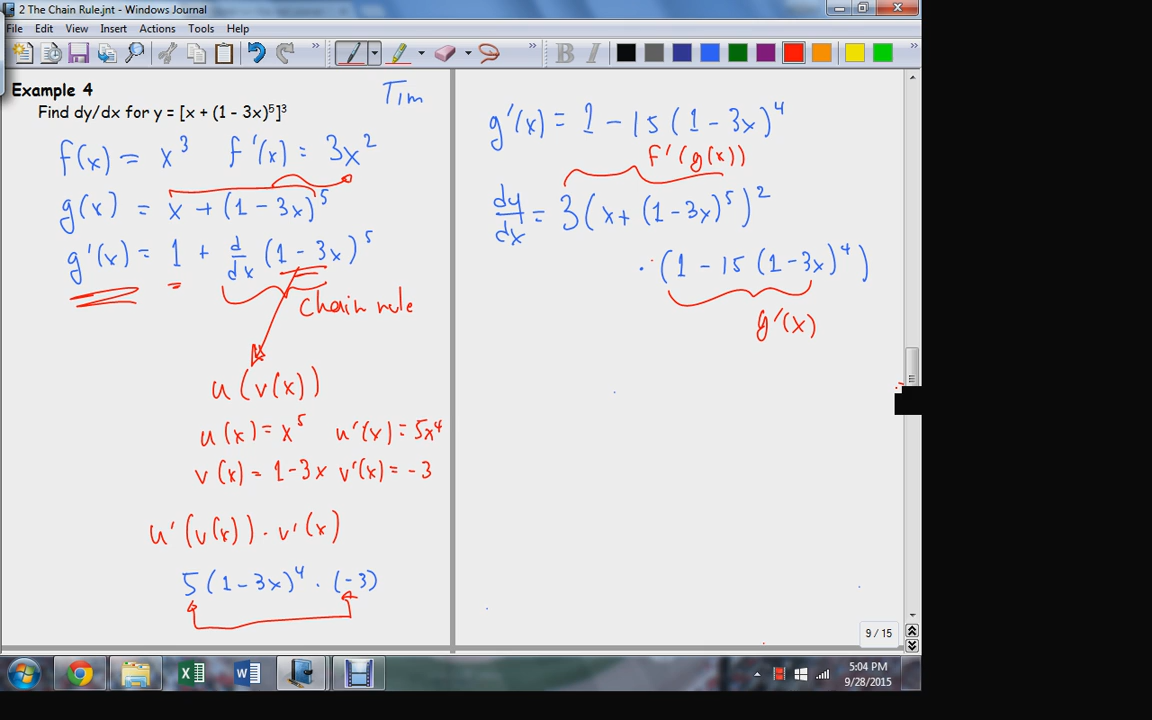 2 The Chain Rule.jnt - Windows Journal
File Edit View Insert Actions Tools Help
Example 4
Tim
Find dy/dx for y = [x + (1 - 3x)⁵]³
f(x) = x³ f'(x) = 3x²
g(x) = x + (1 - 3x)⁵
g'(x) = 1 + d/dx (1 - 3x)⁵
Chain rule
u(v(x))
u(x) = x⁵ u'(x) = 5x⁴
v(x) = 1-3x v'(x) = -3
u'(v(x)) · v'(x)
5(1-3x)⁴ · (-3)
g'(x) = 1 - 15(1-3x)⁴
f'(g(x))
dy/dx = 3(x+(1-3x)⁵)²
· (1 - 15(1-3x)⁴)
g'(x)
9 / 15
5:04 PM
9/28/2015